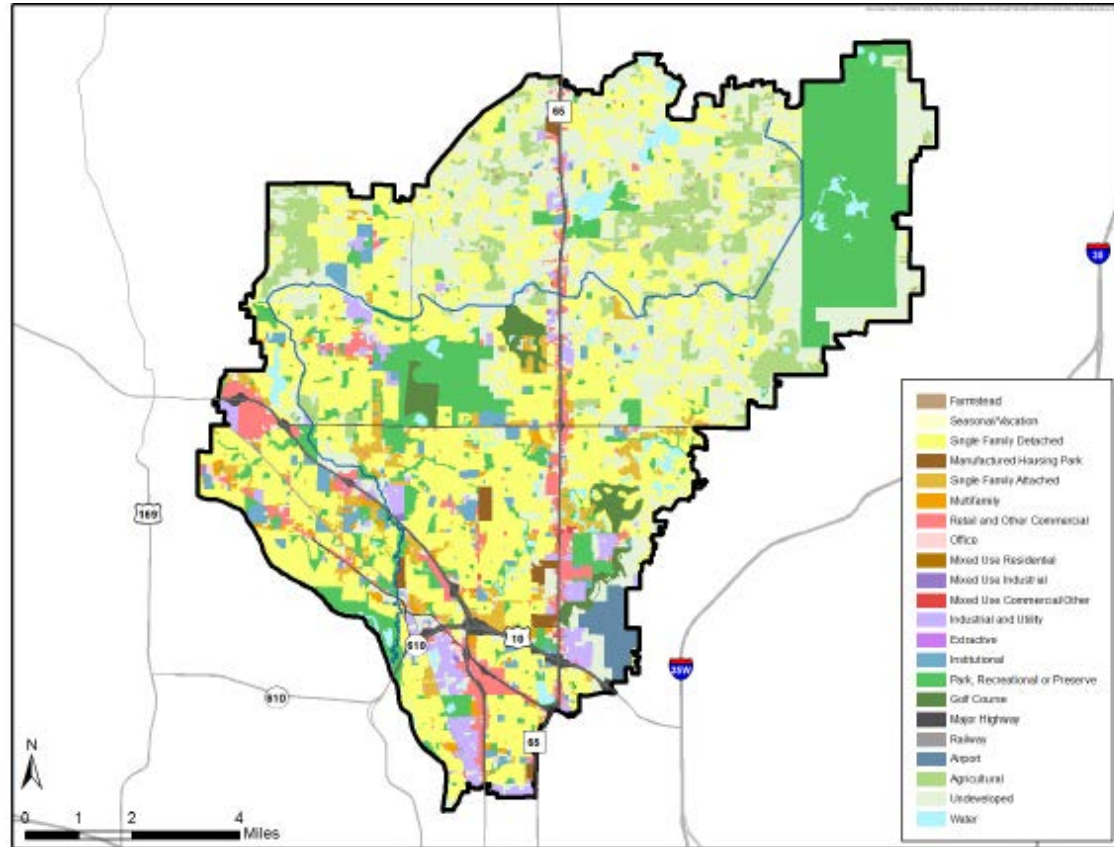 65
35
169
10
610
610
35W
65
N
0 1 2 4
Miles
Farmstead
Seasonal/Vacation
Single Family Detached
Manufactured Housing Park
Single Family Attached
Multifamily
Retail and Other Commercial
Office
Mixed Use Residential
Mixed Use Industrial
Mixed Use Commercial/Other
Industrial and Utility
Extractive
Institutional
Park, Recreational or Preserve
Golf Course
Major Highway
Railway
Airport
Agricultural
Undeveloped
Water